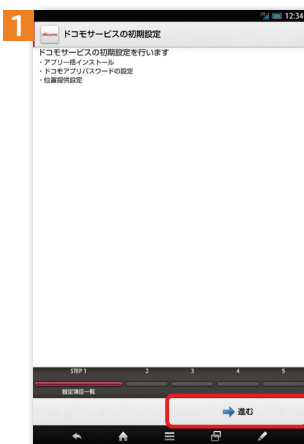 1
12:34
docomo ドコモサービスの初期設定
ドコモサービスの初期設定を行います
・アプリ一括インストール
・ドコモアプリパスワードの設定
・位置提供設定
STEP 1 2 3 4 5
設定項目一覧
進む